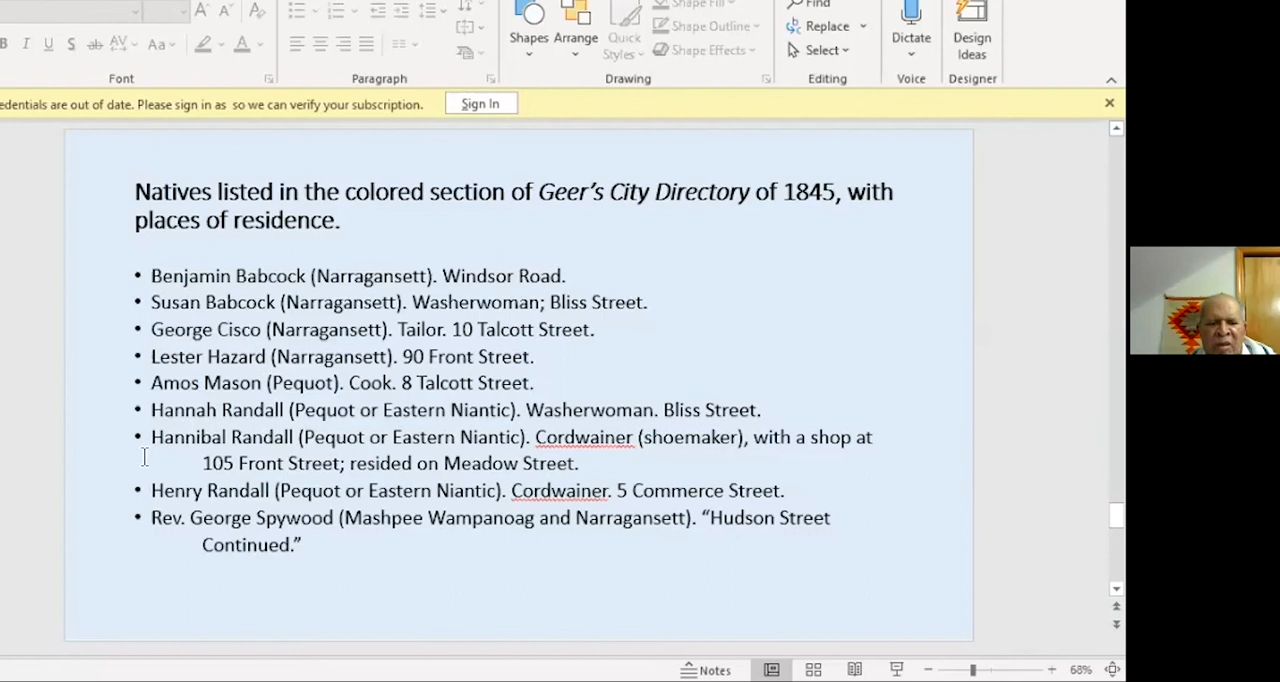 Find
Shape Fill
Shapes Arrange Quick Styles
Shape Outline
Shape Effects
Replace
Select
Dictate
Design Ideas
B I U S ab AV Aa A
Font Paragraph Drawing Editing Voice Designer
edentials are out of date. Please sign in as so we can verify your subscription. Sign In
Natives listed in the colored section of Geer’s City Directory of 1845, with
places of residence.
• Benjamin Babcock (Narragansett). Windsor Road.
• Susan Babcock (Narragansett). Washerwoman; Bliss Street.
• George Cisco (Narragansett). Tailor. 10 Talcott Street.
• Lester Hazard (Narragansett). 90 Front Street.
• Amos Mason (Pequot). Cook. 8 Talcott Street.
• Hannah Randall (Pequot or Eastern Niantic). Washerwoman. Bliss Street.
• Hannibal Randall (Pequot or Eastern Niantic). Cordwainer (shoemaker), with a shop at
105 Front Street; resided on Meadow Street.
• Henry Randall (Pequot or Eastern Niantic). Cordwainer. 5 Commerce Street.
• Rev. George Spywood (Mashpee Wampanoag and Narragansett). “Hudson Street
Continued.”
Notes 68%